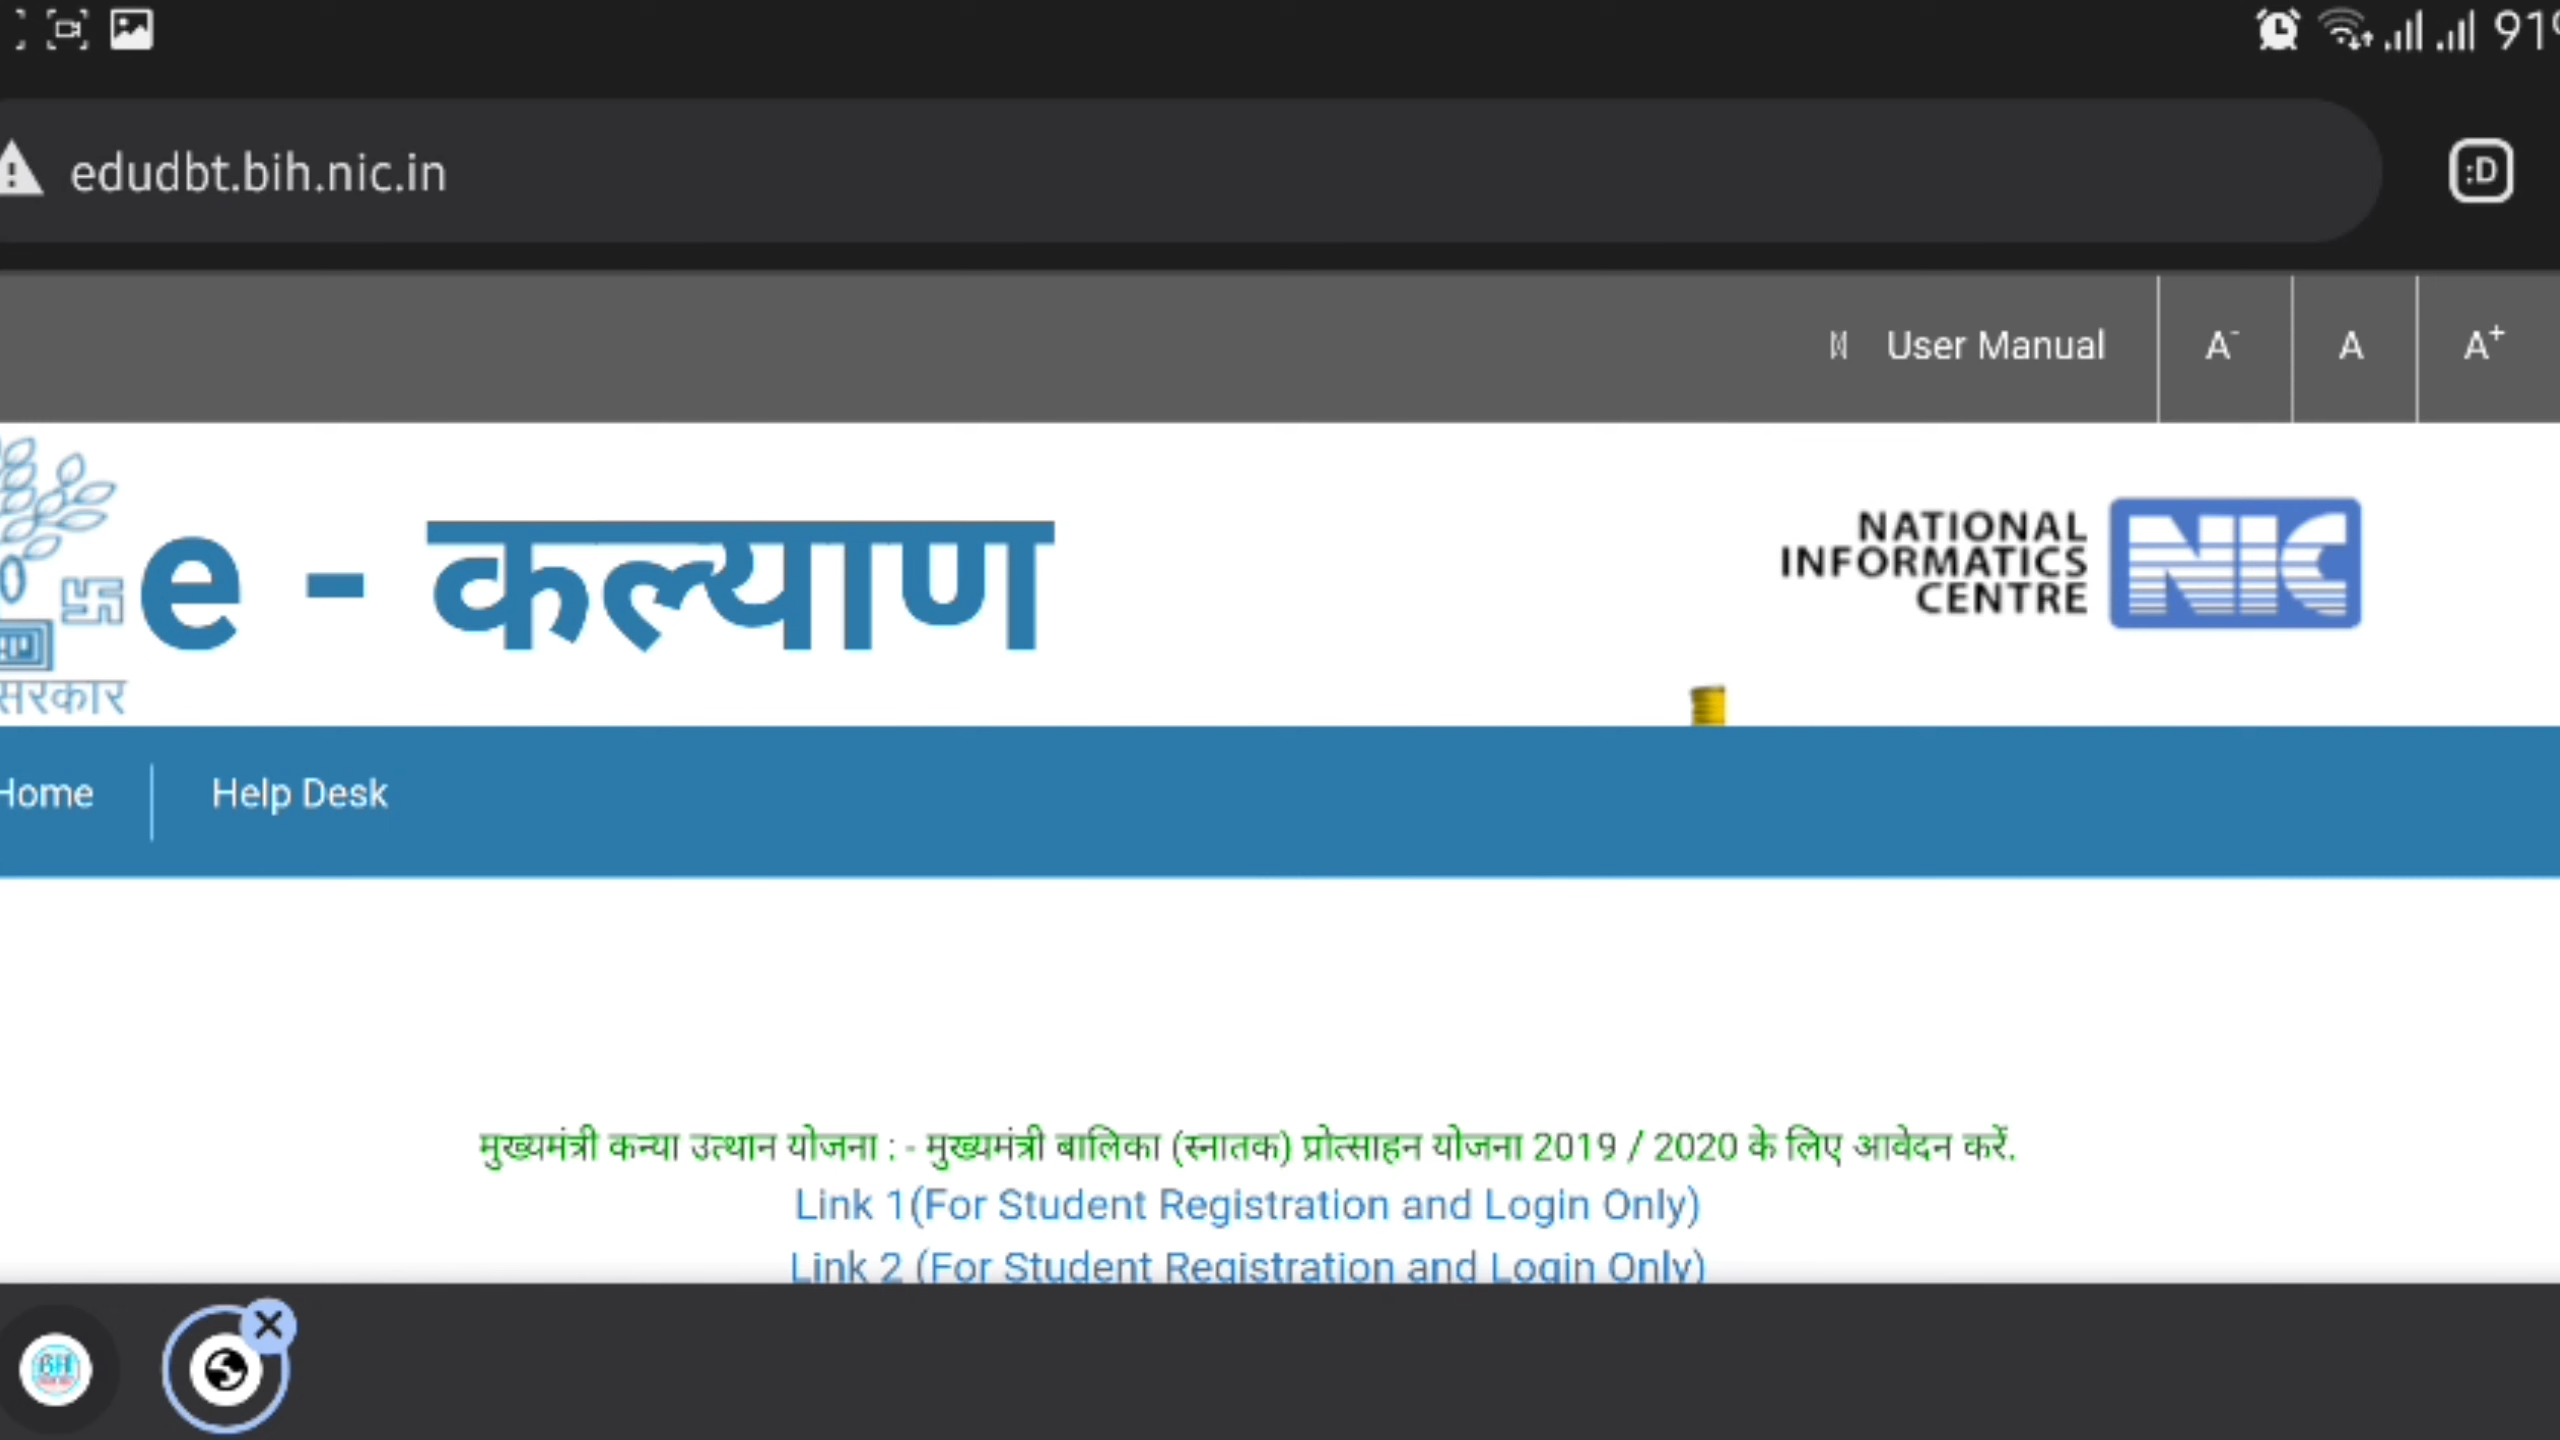 91
edudbt.bih.nic.in
:D
User Manual
A-
A
A+
e - कल्याण
NATIONAL
INFORMATICS
CENTRE
NIC
सरकार
Home
Help Desk
मुख्यमंत्री कन्या उत्थान योजना : - मुख्यमंत्री बालिका (स्नातक) प्रोत्साहन योजना 2019 / 2020 के लिए आवेदन करें.
Link 1(For Student Registration and Login Only)
Link 2 (For Student Registration and Login Only)